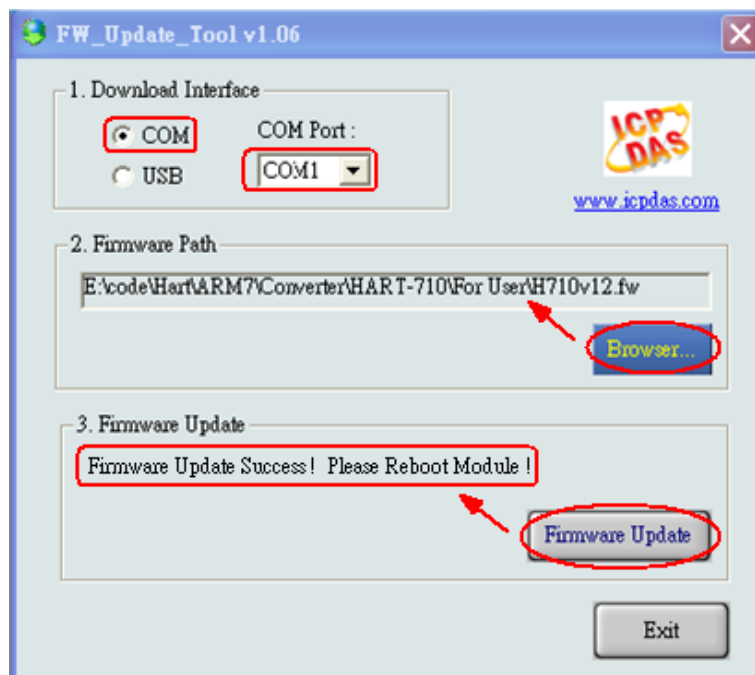 FW_Update_Tool v1.06
1. Download Interface
COM
COM Port :
USB
COM1
ICP DAS
www.icpdas.com
2. Firmware Path
E:\code\Hart\ARM7\Converter\HART-710\For User\H710v12.fw
Browser...
3. Firmware Update
Firmware Update Success! Please Reboot Module !
Firmware Update
Exit